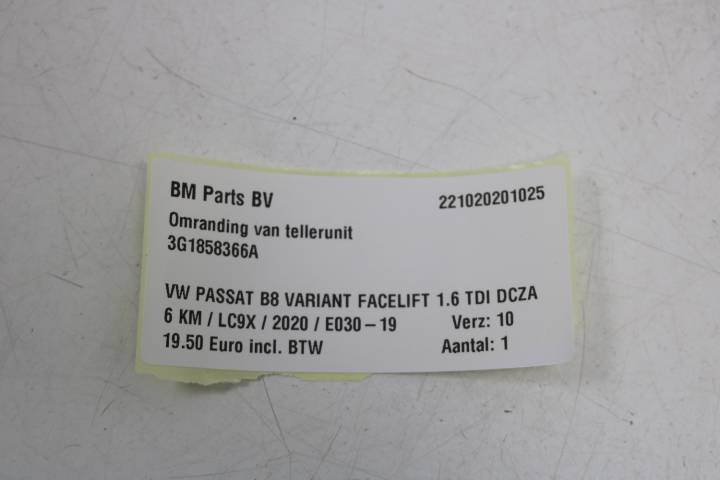 BM Parts BV 221020201025
Omranding van tellerunit
3G1858366A
VW PASSAT B8 VARIANT FACELIFT 1.6 TDI DCZA
6 KM / LC9X / 2020 / E030 – 19 Verz: 10
19.50 Euro incl. BTW Aantal: 1